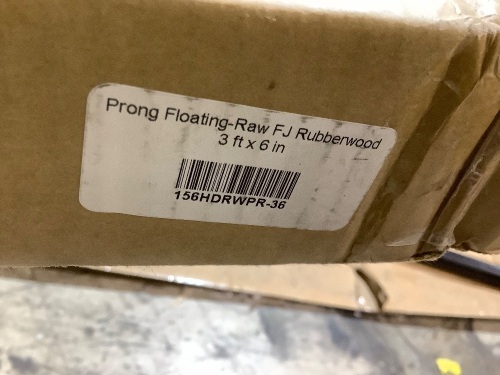 Prong Floating-Raw FJ Rubberwood
3 ft x 6 in
156HDRWPR-36